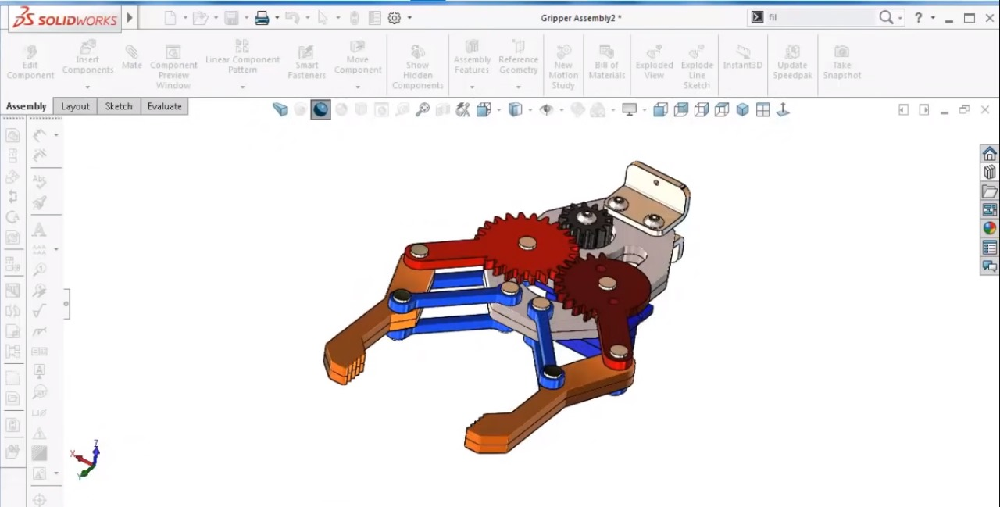 SOLIDWORKS
Gripper Assembly2 *
fil
?
Edit
Component
Insert
Components
Mate
Component
Preview
Window
Linear Component
Pattern
Smart
Fasteners
Move
Component
Show
Hidden
Components
Assembly
Features
Reference
Geometry
New
Motion
Study
Bill of
Materials
Exploded
View
Explode
Line
Sketch
Instant3D
Update
Speedpak
Take
Snapshot
Assembly
Layout
Sketch
Evaluate
Abc
A
A
Z
X
Y